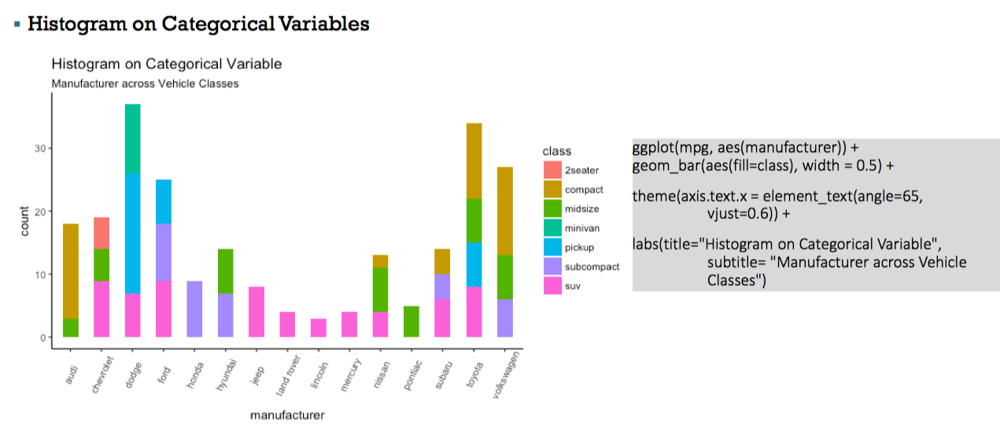 Histogram on Categorical Variables
Histogram on Categorical Variable
Manufacturer across Vehicle Classes
count
30
20
10
0
audi
chevrolet
dodge
ford
honda
hyundai
jeep
land rover
lincoln
mercury
nissan
pontiac
subaru
toyota
volkswagen
manufacturer
class
2seater
compact
midsize
minivan
pickup
subcompact
suv
ggplot(mpg, aes(manufacturer)) +
geom_bar(aes(fill=class), width = 0.5) +
theme(axis.text.x = element_text(angle=65,
vjust=0.6)) +
labs(title="Histogram on Categorical Variable",
subtitle= "Manufacturer across Vehicle
Classes")